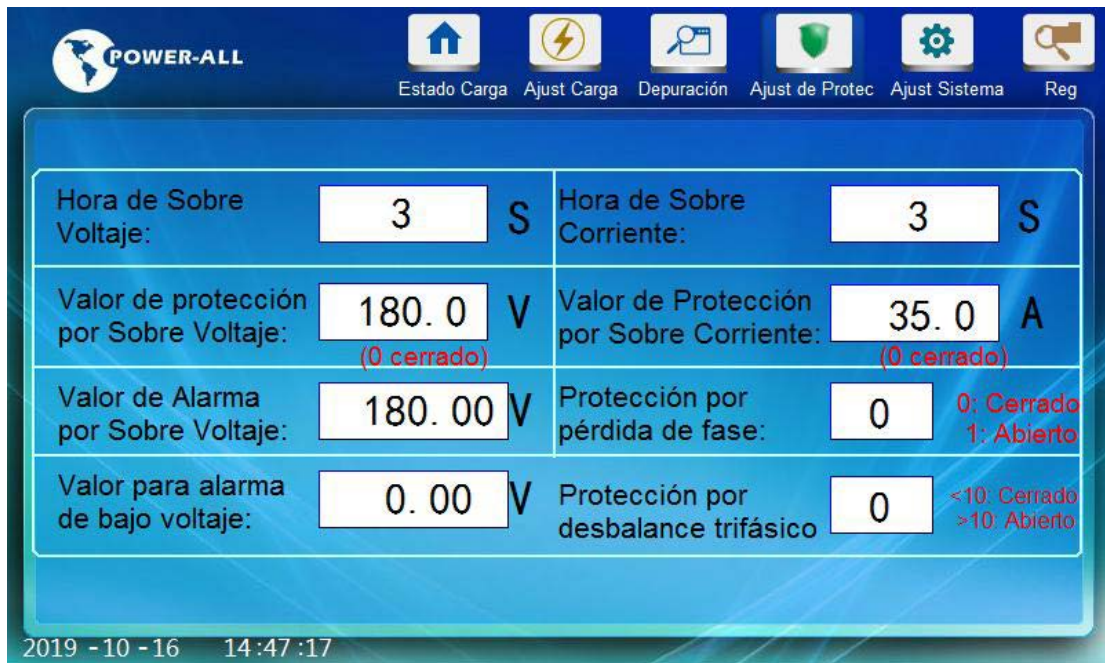 POWER-ALL
Estado Carga Ajust Carga Depuración Ajust de Protec Ajust Sistema Reg
Hora de Sobre
Voltaje:
3 S
Hora de Sobre
Corriente:
3 S
Valor de protección
por Sobre Voltaje:
180. 0 V
(0 cerrado)
Valor de Protección
por Sobre Corriente:
35. 0 A
(0 cerrado)
Valor de Alarma
por Sobre Voltaje:
180. 00 V
Protección por
pérdida de fase:
0
0: Cerrado
1: Abierto
Valor para alarma
de bajo voltaje:
0. 00 V
Protección por
desbalance trifásico
0
<10: Cerrado
>10: Abierto
2019 -10 -16 14:47:17